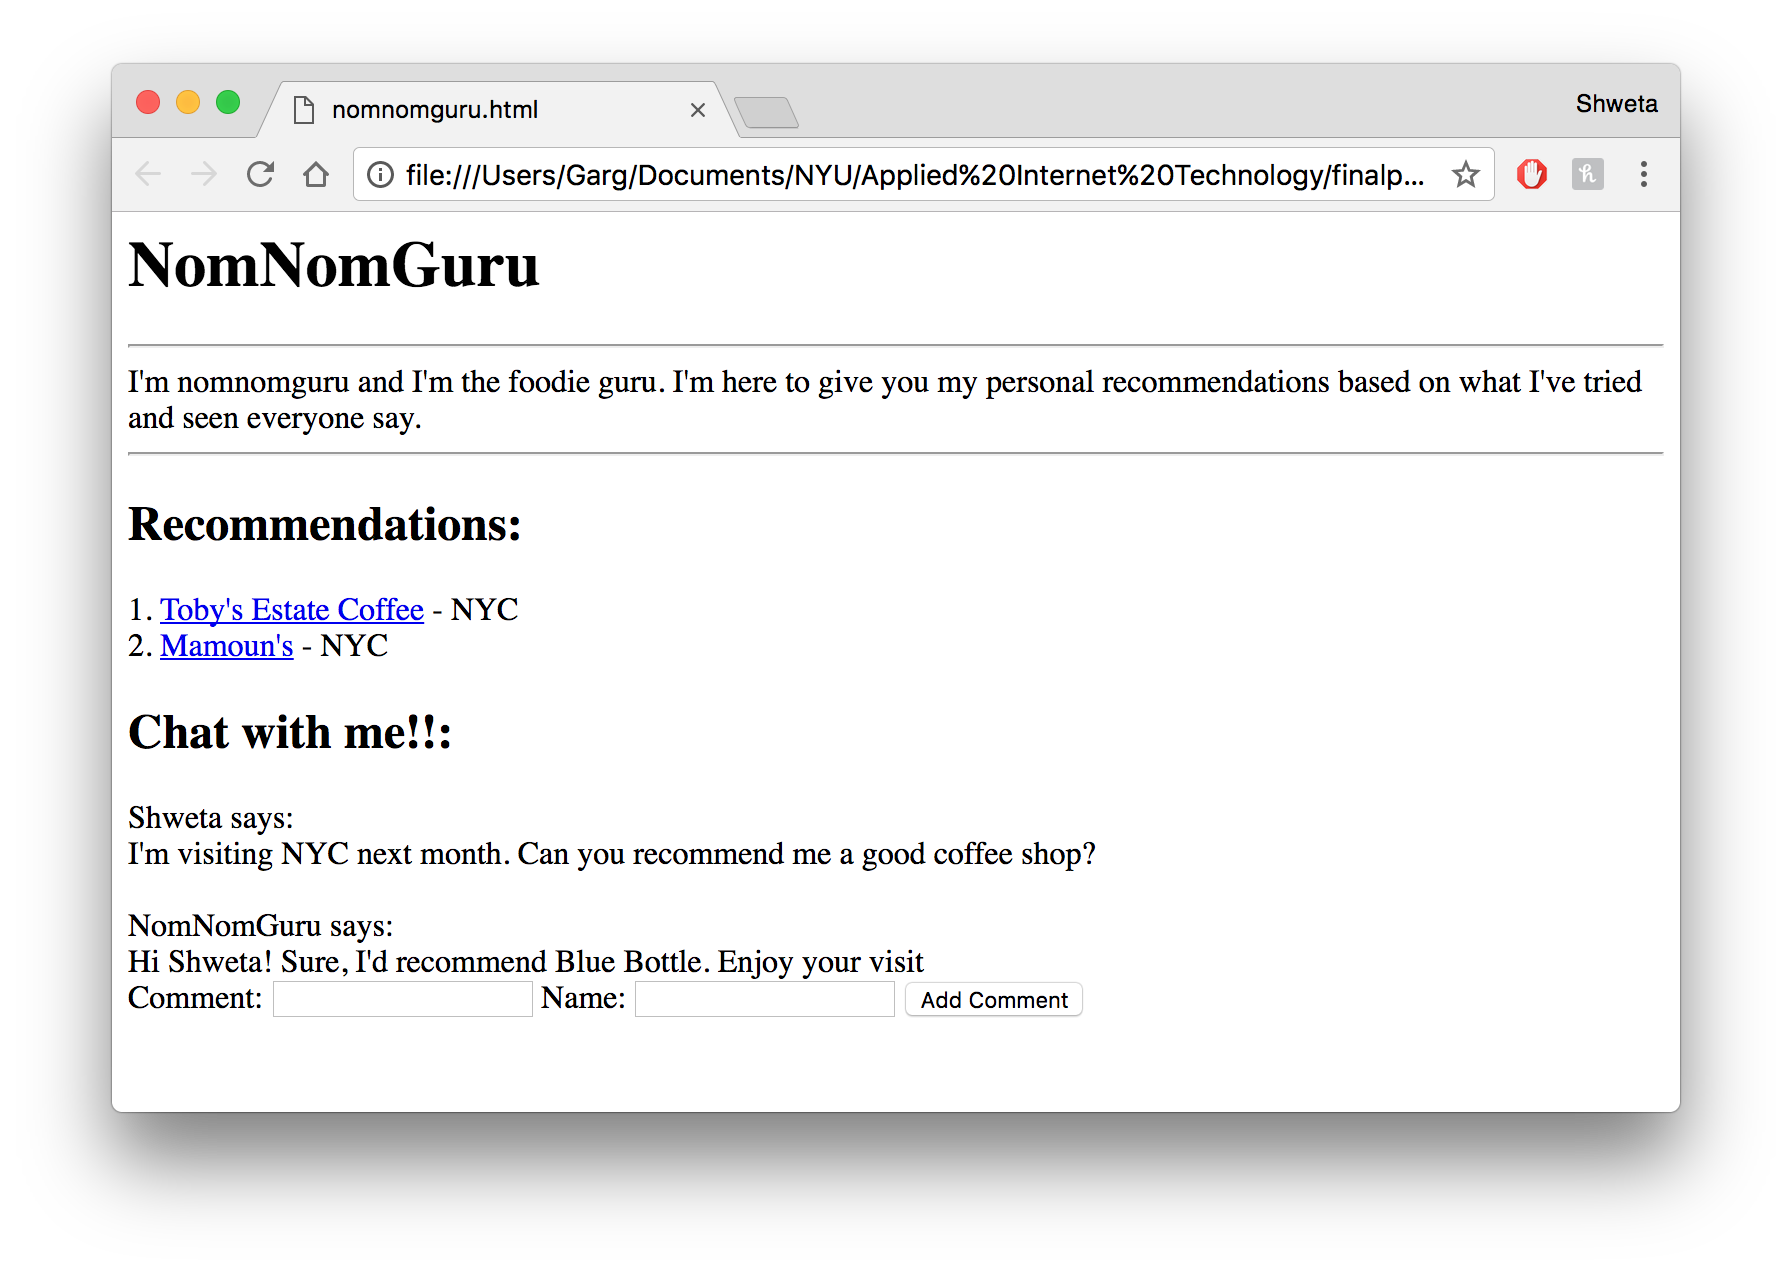 nomnomguru.html
Shweta
file:///Users/Garg/Documents/NYU/Applied%20Internet%20Technology/finalp...
NomNomGuru
I'm nomnomguru and I'm the foodie guru. I'm here to give you my personal recommendations based on what I've tried
and seen everyone say.
Recommendations:
1. Toby's Estate Coffee - NYC
2. Mamoun's - NYC
Chat with me!!:
Shweta says:
I'm visiting NYC next month. Can you recommend me a good coffee shop?
NomNomGuru says:
Hi Shweta! Sure, I'd recommend Blue Bottle. Enjoy your visit
Comment: Name: Add Comment